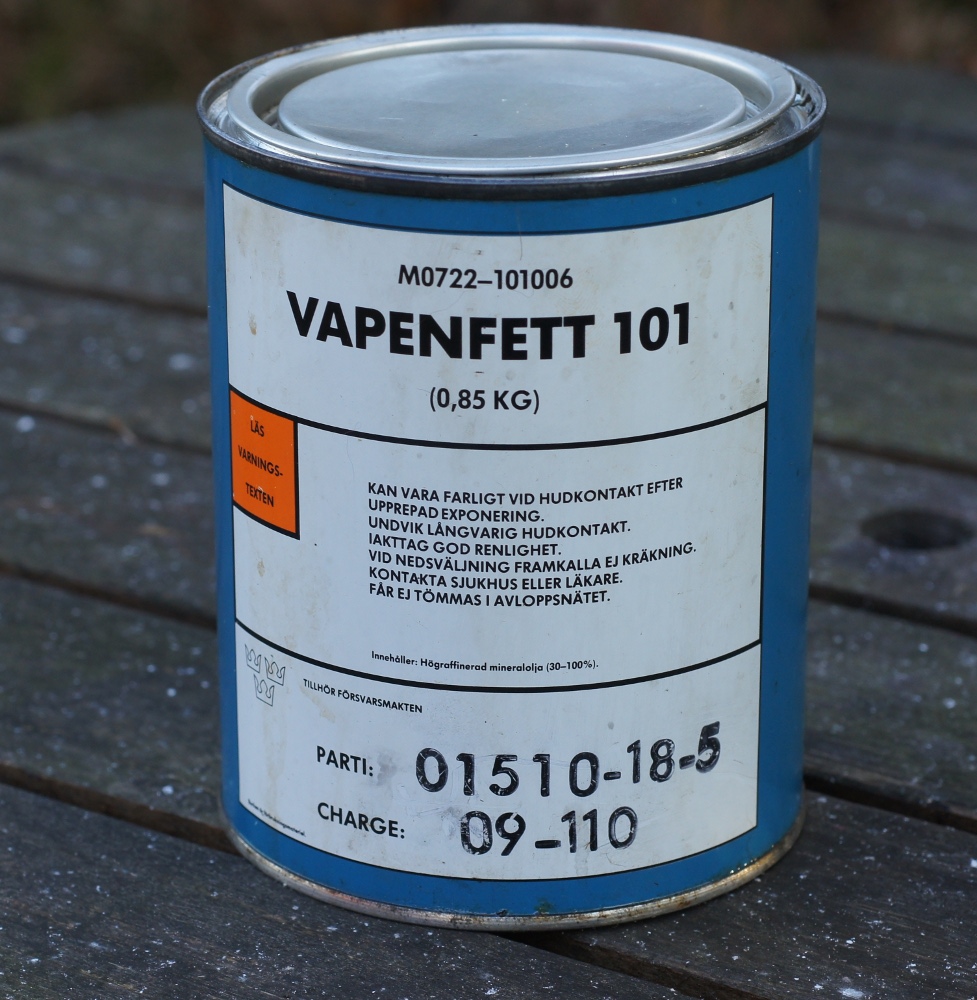 M0722–101006
VAPENFETT 101
(0,85 KG)
LÄS
VARNINGS-
TEXTEN
KAN VARA FARLIGT VID HUDKONTAKT EFTER
UPPREPAD EXPONERING.
UNDVIK LÅNGVARIG HUDKONTAKT.
IAKTTAG GOD RENLIGHET.
VID NEDSVÄLJNING FRAMKALLA EJ KRÄKNING.
KONTAKTA SJUKHUS ELLER LÄKARE.
FÅR EJ TÖMMAS I AVLOPPSNÄTET.
Innehåller: Högraffinerad mineralolja (30–100%).
TILLHÖR FÖRSVARSMAKTEN
PARTI: 01510-18-5
CHARGE: 09-110